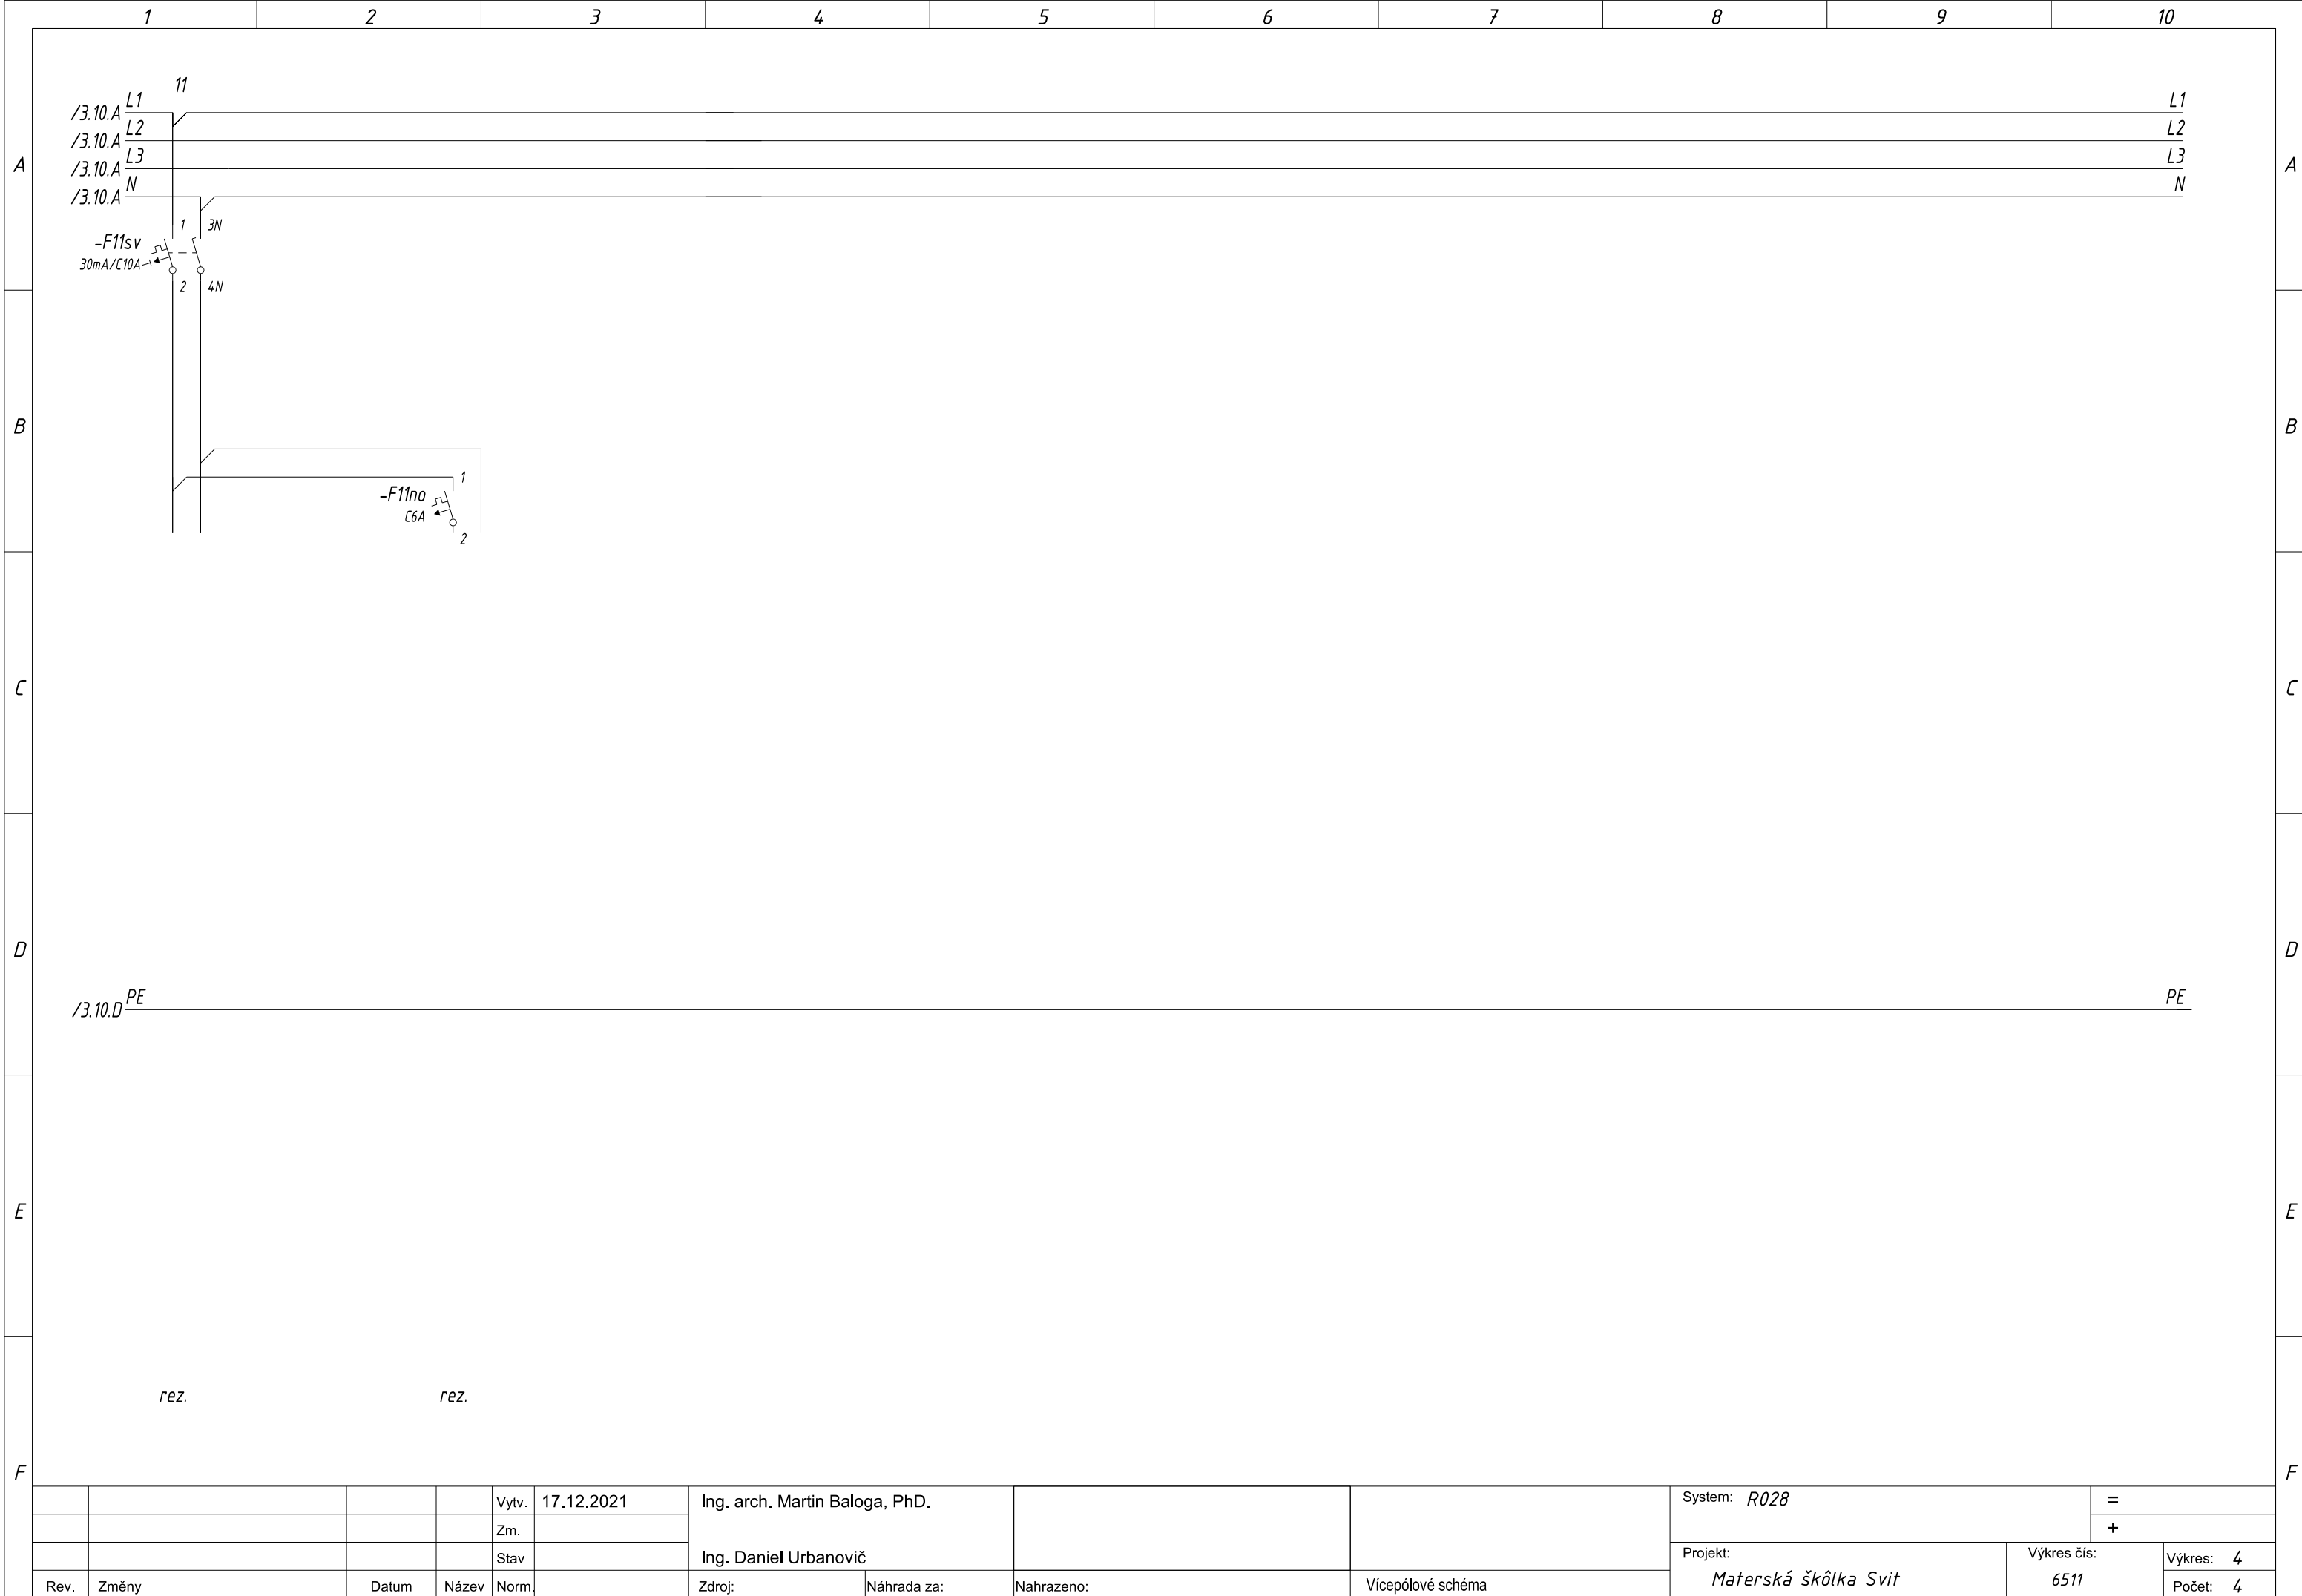 1 2 3 4 5 6 7 8 9 10
11
/3.10.A L1 L1
/3.10.A L2 L2
/3.10.A L3 L3
/3.10.A N N
A A
1 3N
-F11sv
30mA/C10A
2 4N
B B
1
-F11no
C6A
2
C C
D D
/3.10.D PE PE
E E
rez. rez.
F F
Vytv. 17.12.2021 Ing. arch. Martin Baloga, PhD. System: R028 =
Zm. +
Stav Ing. Daniel Urbanovič Projekt: Výkres čís: Výkres: 4
Rev. Změny Datum Název Norm. Zdroj: Náhrada za: Nahrazeno: Vícepólové schéma Materská škôlka Svit 6511 Počet: 4